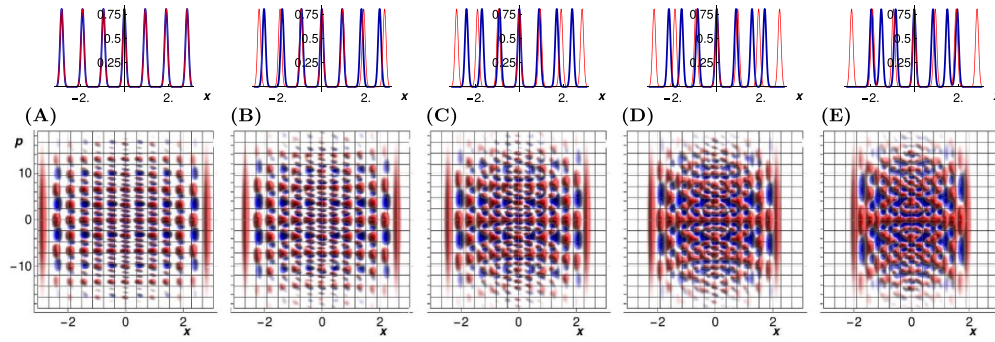 0.75 0.75 0.75 0.75 0.75
0.5 0.5 0.5 0.5 0.5
0.25 0.25 0.25 0.25 0.25
−2. 2. x −2. 2. x −2. 2. x −2. 2. x −2. 2. x
(A) (B) (C) (D) (E)
p
10
0
−10
−2 0 2 −2 0 2 −2 0 2 −2 0 2 −2 0 2
x x x x x